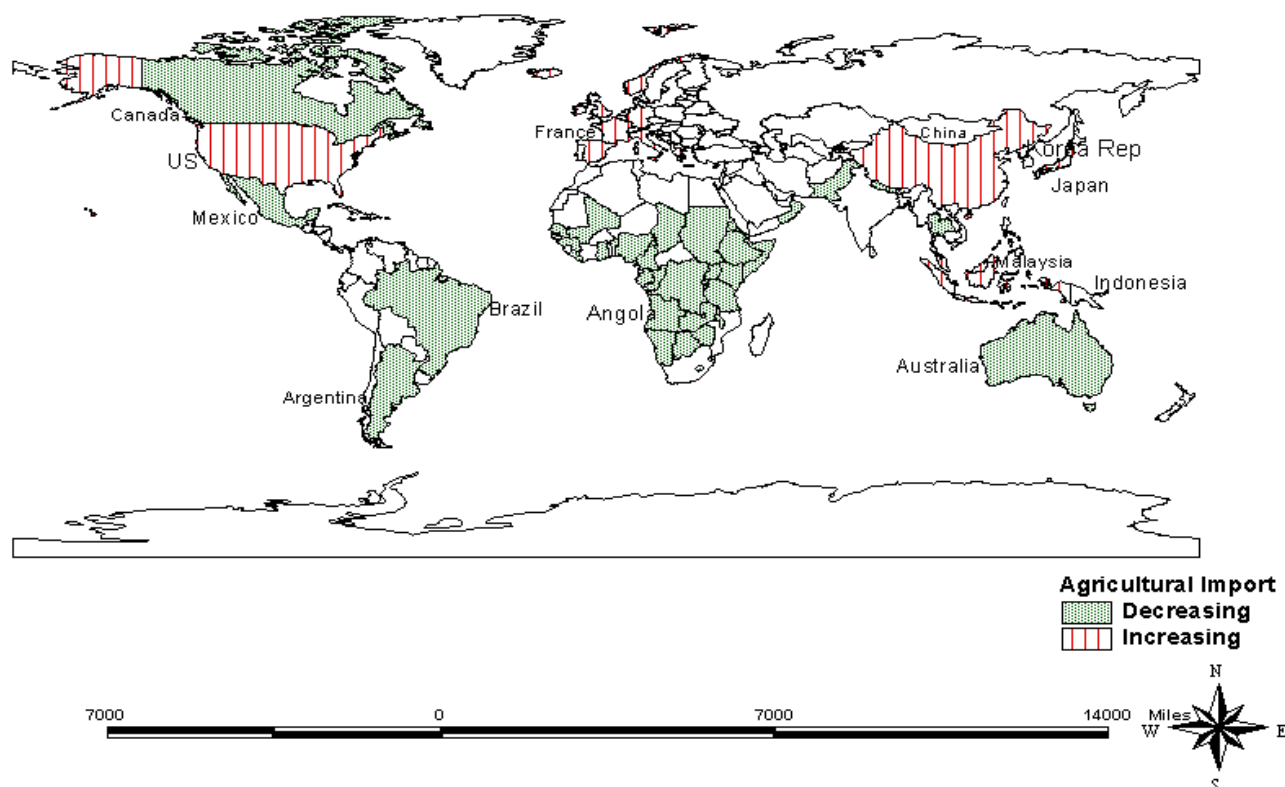 Canada
France
China
Korea Rep
US
Japan
Mexico
Malaysia
Indonesia
Brazil
Angola
Australia
Argentina
Agricultural Import
Decreasing
Increasing
N
7000 0 7000 14000 Miles
W E
S